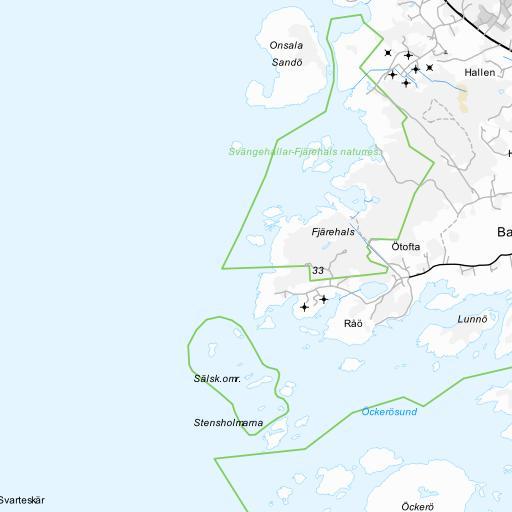 Onsala
Sandö
Hallen
Svängehallar-Fjärehals naturres.
Fjärehals
Ötofta
Ba
33
Räö
Lunnö
Sälsk.omr.
Öckerösund
Stensholmarna
Svarteskär
Öckerö